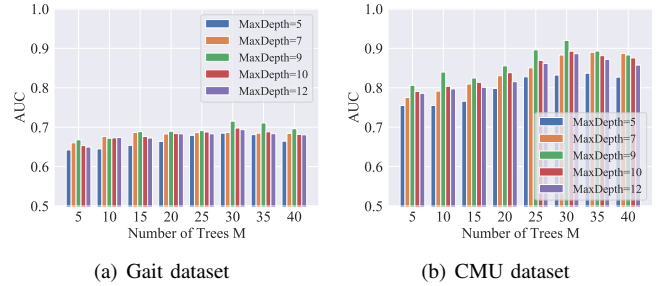 1.0
0.9
0.8
0.7
0.6
0.5
AUC
MaxDepth=5
MaxDepth=7
MaxDepth=9
MaxDepth=10
MaxDepth=12
5 10 15 20 25 30 35 40
Number of Trees M
(a) Gait dataset
1.0
0.9
0.8
0.7
0.6
0.5
AUC
MaxDepth=5
MaxDepth=7
MaxDepth=9
MaxDepth=10
MaxDepth=12
5 10 15 20 25 30 35 40
Number of Trees M
(b) CMU dataset